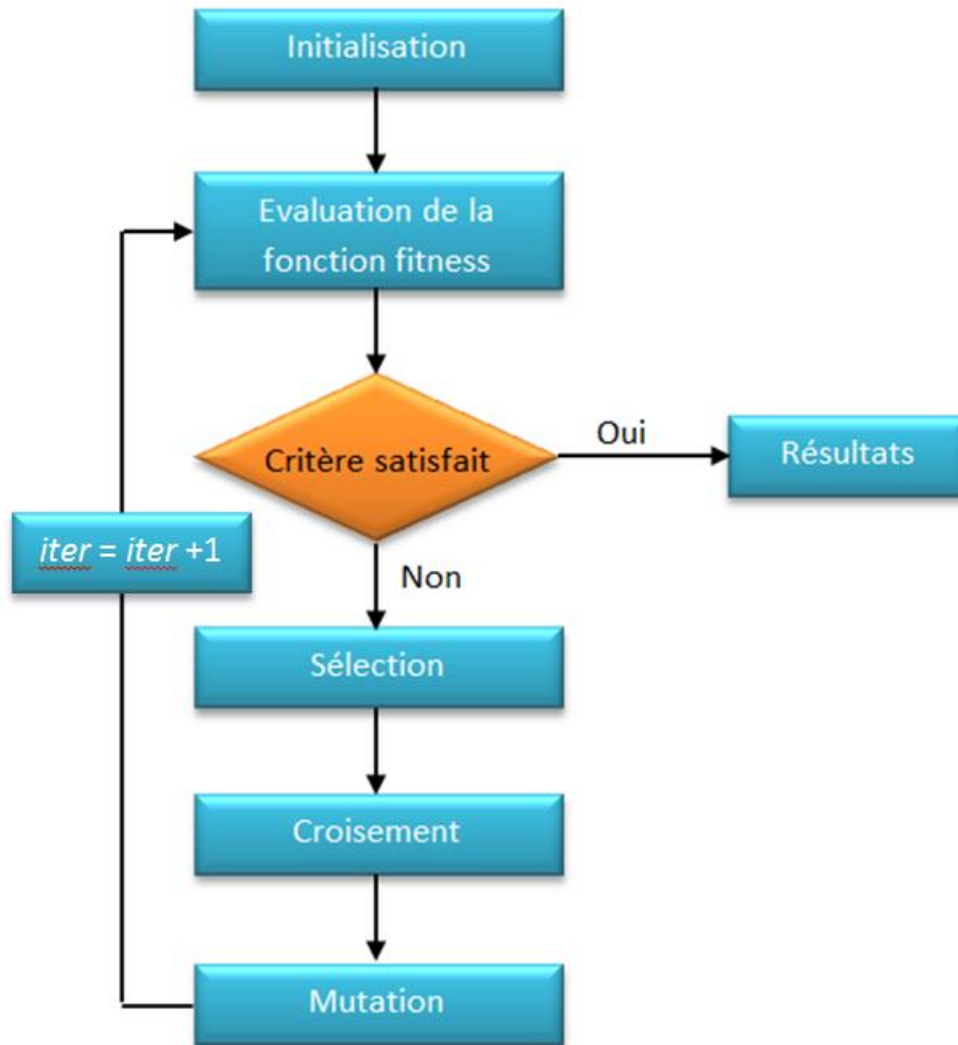 Initialisation
Evaluation de la
fonction fitness
Critère satisfait
Oui
Résultats
iter = iter +1
Non
Sélection
Croisement
Mutation